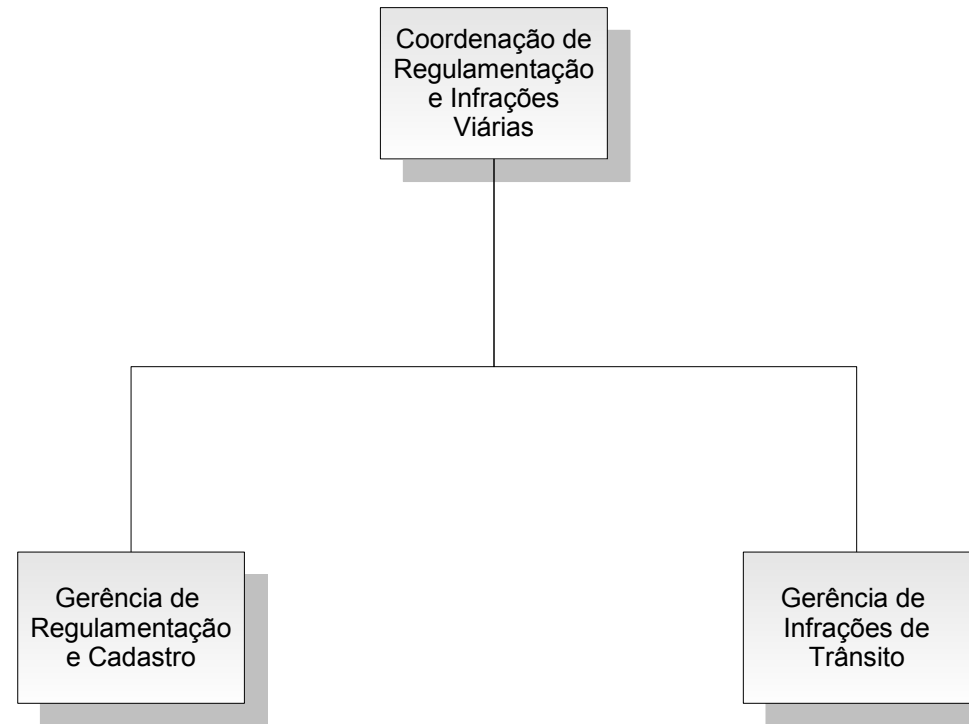 Coordenação de
Regulamentação
e Infrações
Viárias
Gerência de
Regulamentação
e Cadastro
Gerência de
Infrações de
Trânsito